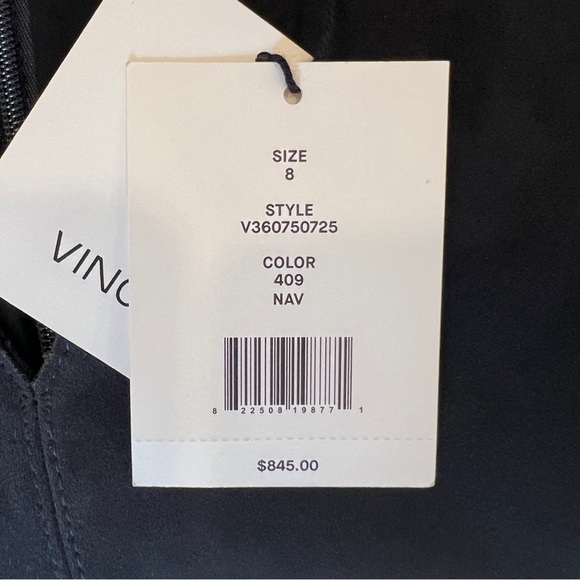 VINC
SIZE
8
STYLE
V360750725
COLOR
409
NAV
8 22508 19877 1
$845.00